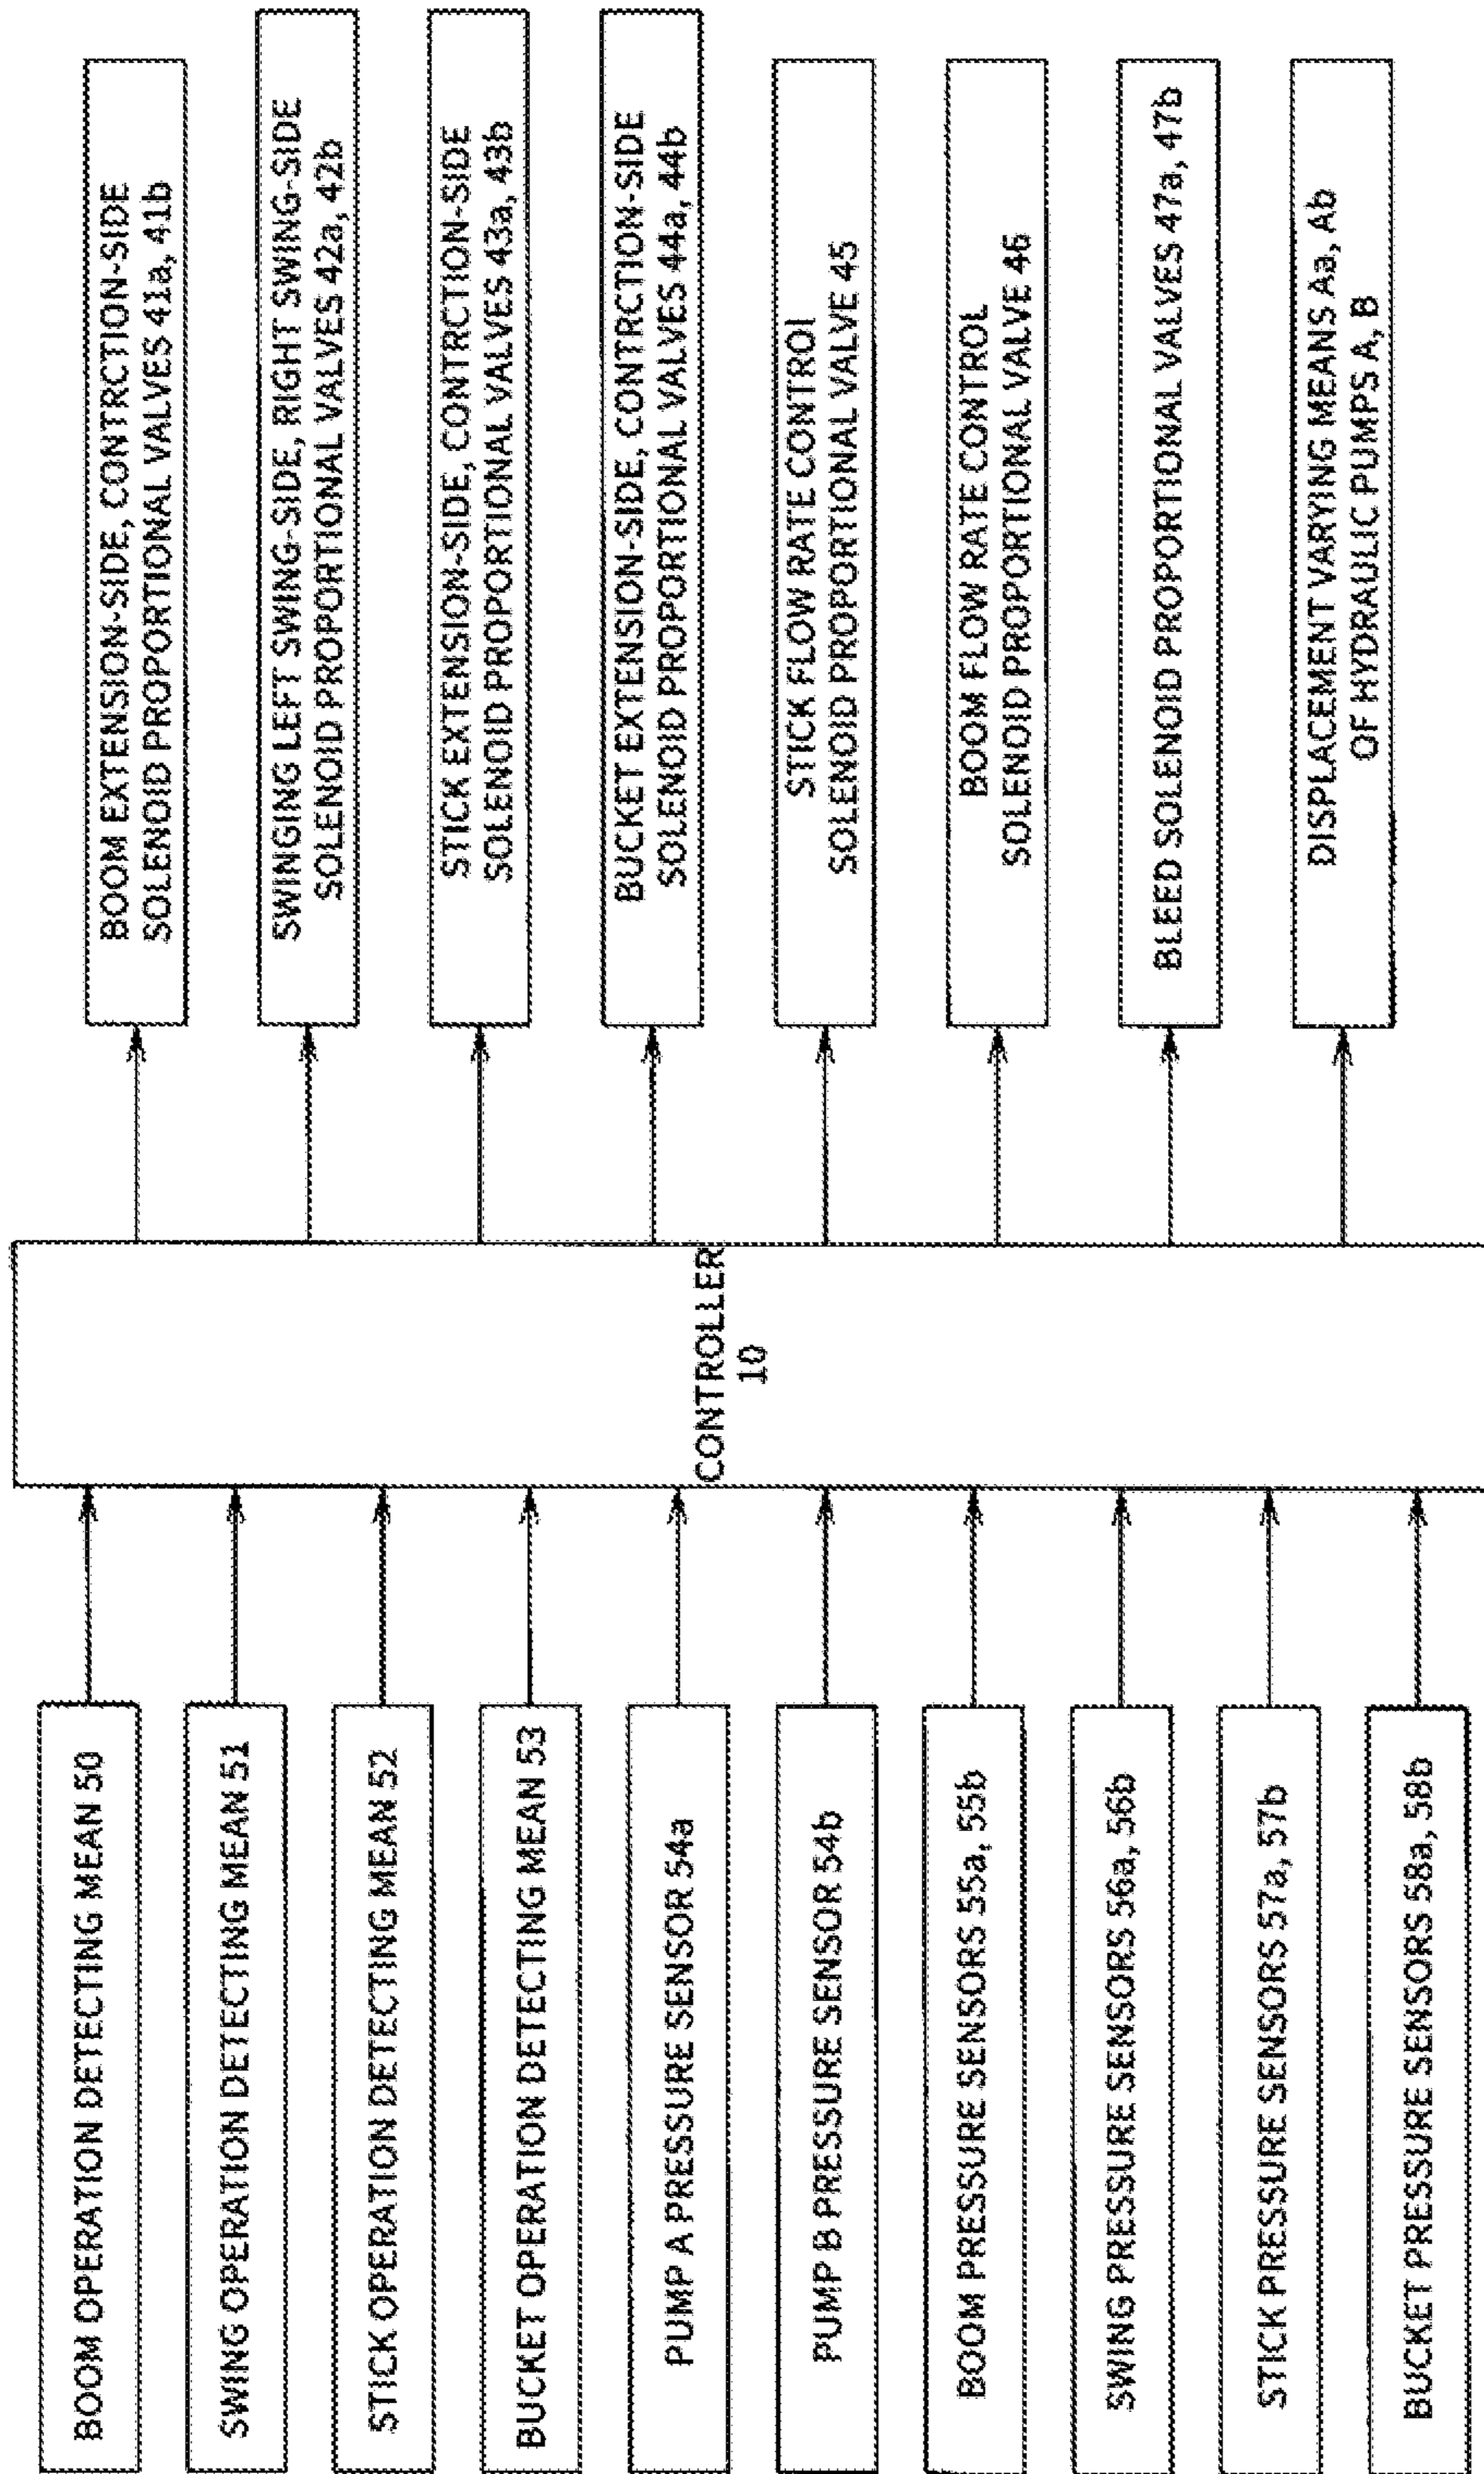 BOOM OPERATION DETECTING MEAN 50
SWING OPERATION DETECTING MEAN 51
STICK OPERATION DETECTING MEAN 52
BUCKET OPERATION DETECTING MEAN 53
PUMP A PRESSURE SENSOR 54a
PUMP B PRESSURE SENSOR 54b
BOOM PRESSURE SENSORS 55a, 55b
SWING PRESSURE SENSORS 56a, 56b
STICK PRESSURE SENSORS 57a, 57b
BUCKET PRESSURE SENSORS 58a, 58b
CONTROLLER
10
BOOM EXTENSION-SIDE, CONTRCTION-SIDE
SOLENOID PROPORTIONAL VALVES 41a, 41b
SWINGING LEFT SWING-SIDE, RIGHT SWING-SIDE
SOLENOID PROPORTIONAL VALVES 42a, 42b
STICK EXTENSION-SIDE, CONTRCTION-SIDE
SOLENOID PROPORTIONAL VALVES 43a, 43b
BUCKET EXTENSION-SIDE, CONTRCTION-SIDE
SOLENOID PROPORTIONAL VALVES 44a, 44b
STICK FLOW RATE CONTROl
SOLENOID PROPORTIONAL VALVE 45
BOOM FLOW RATE CONTROL
SOLENOID PROPORTIONAL VALVE 46
BLEED SOLENOID PROPORTIONAL VALVES 47a, 47b
DISPLACEMENT VARYING MEANS Aa, Ab
OF HYDRAULIC PUMPS A, B